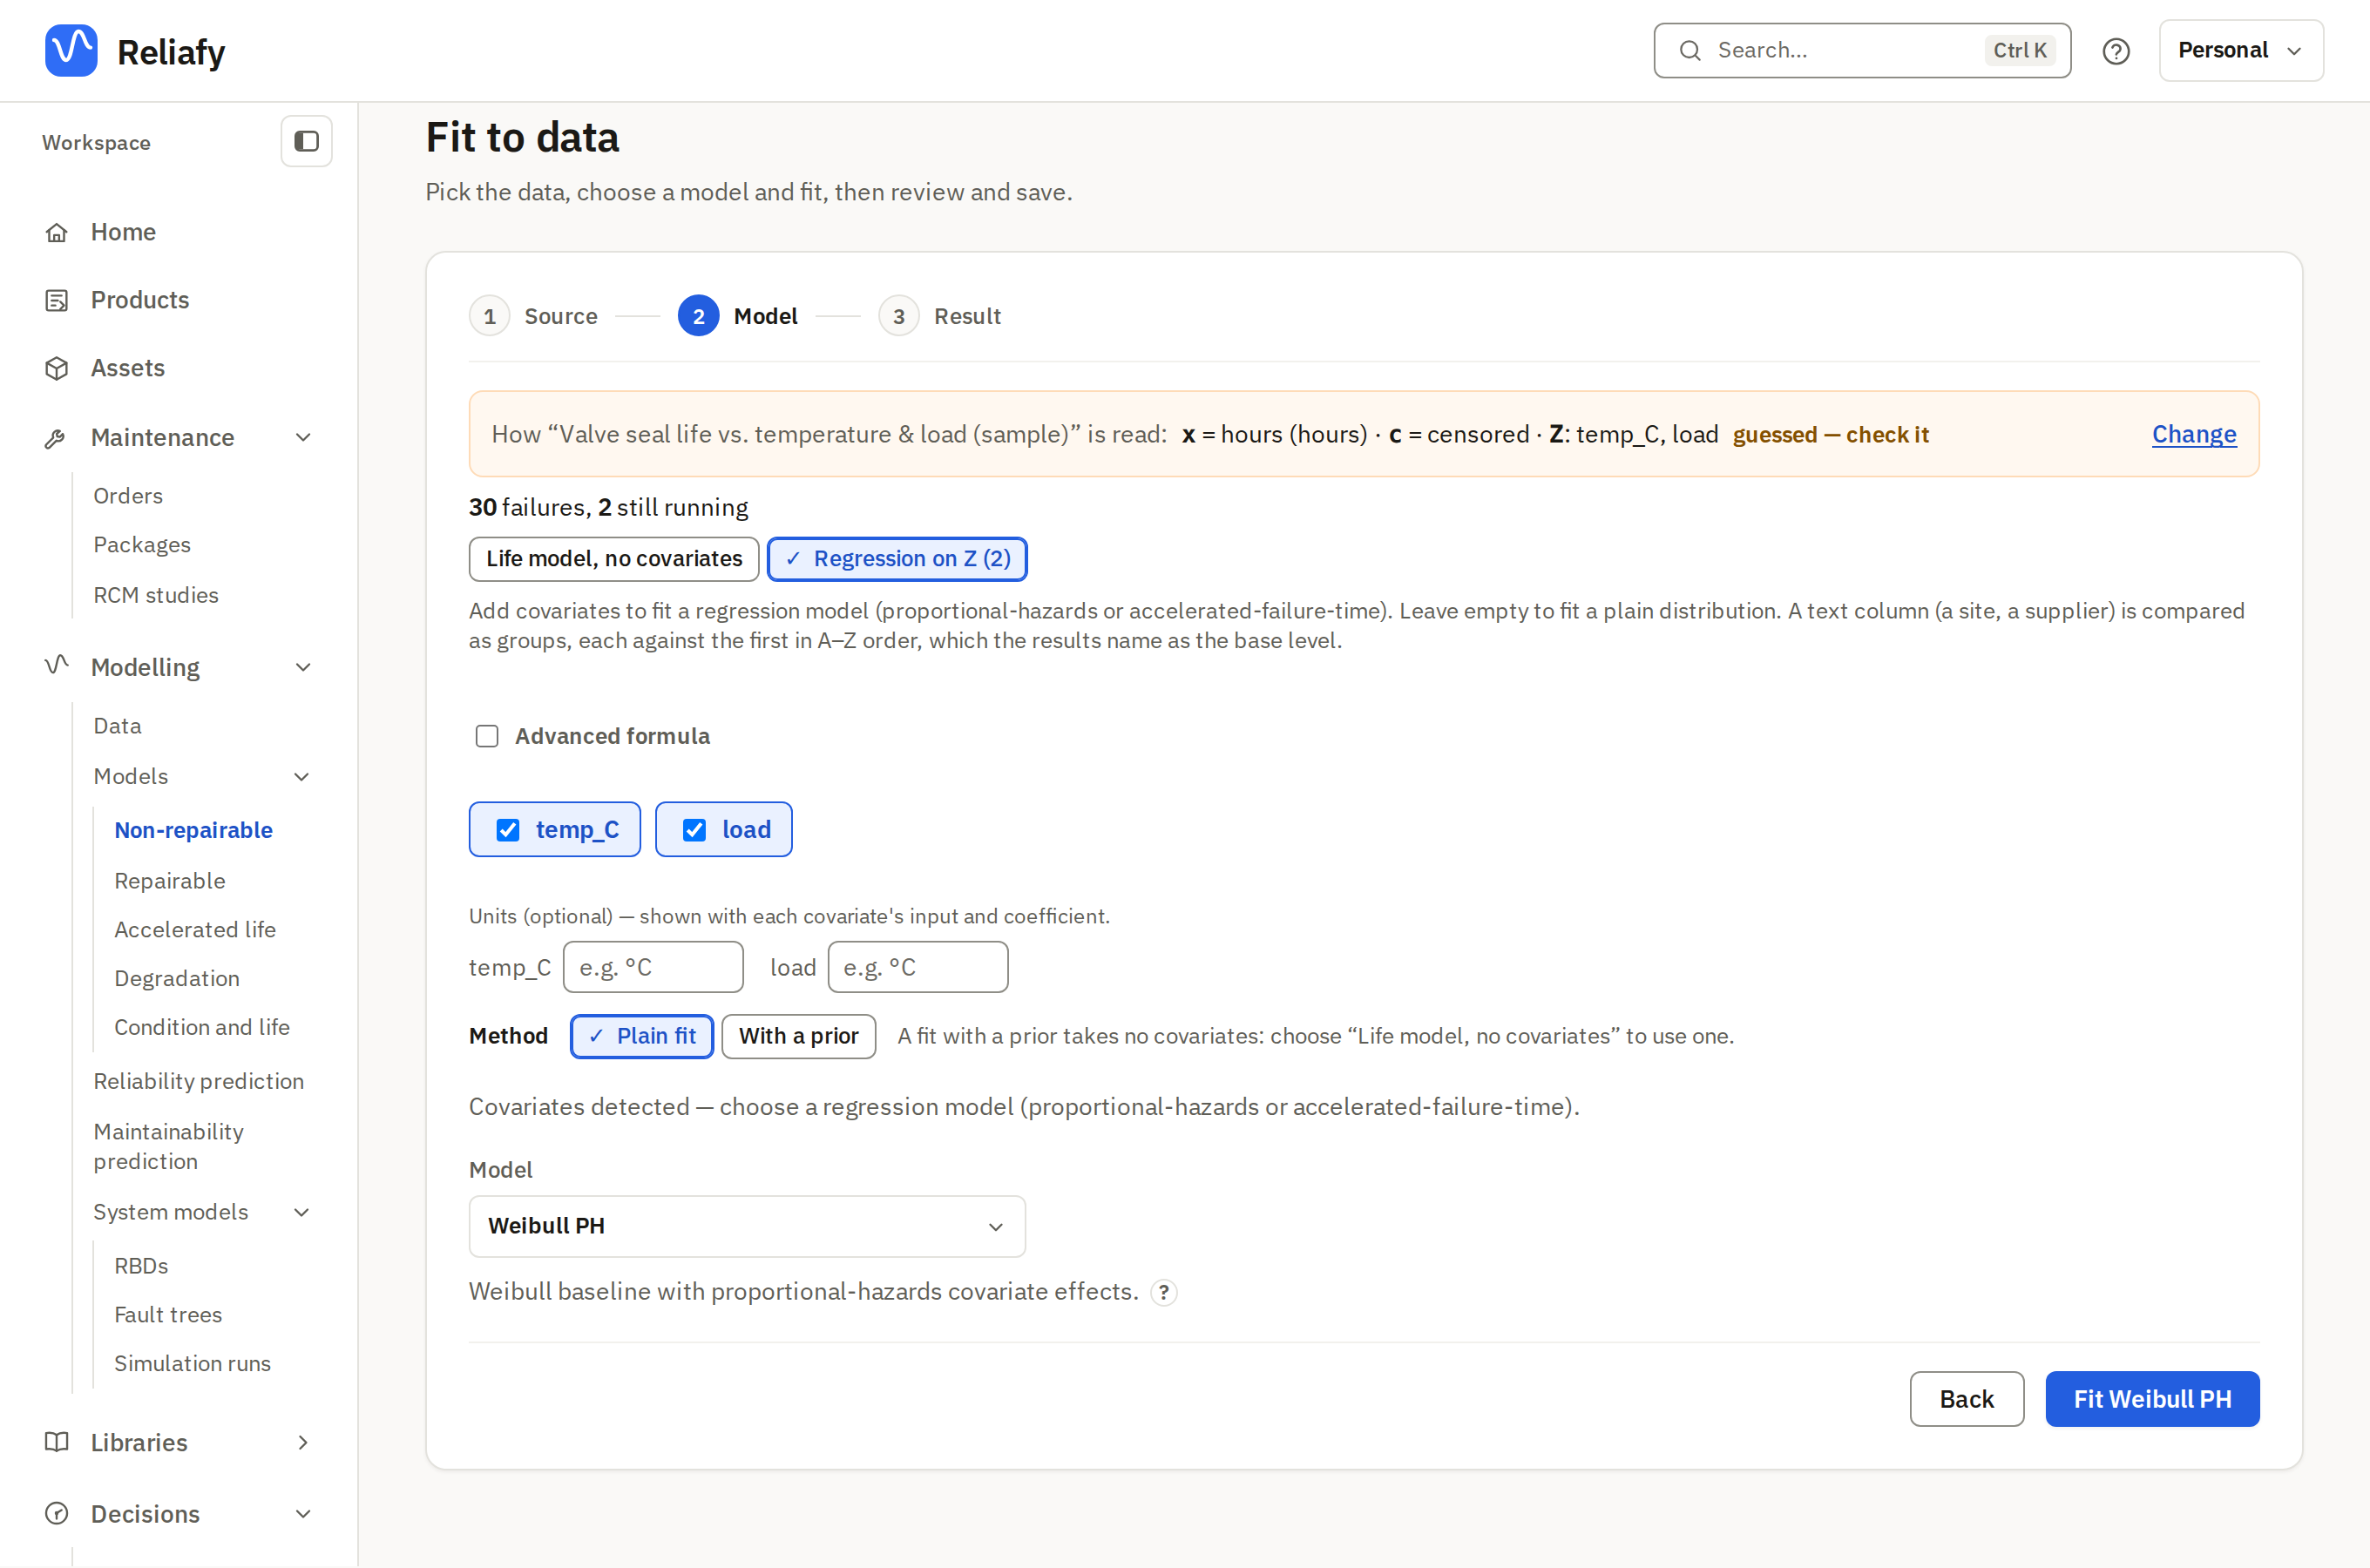 Reliafy
Search...
Ctrl K
Personal
Workspace
Home
Products
Assets
Maintenance
Orders
Packages
RCM studies
Modelling
Data
Models
Non-repairable
Repairable
Accelerated life
Degradation
Condition and life
Reliability prediction
Maintainability
prediction
System models
RBDs
Fault trees
Simulation runs
Libraries
Decisions
Fit to data
Pick the data, choose a model and fit, then review and save.
1 Source
2 Model
3 Result
How “Valve seal life vs. temperature & load (sample)” is read: x = hours (hours) · c = censored · Z: temp_C, load guessed — check it
Change
30 failures, 2 still running
Life model, no covariates
✓ Regression on Z (2)
Add covariates to fit a regression model (proportional-hazards or accelerated-failure-time). Leave empty to fit a plain distribution. A text column (a site, a supplier) is compared
as groups, each against the first in A–Z order, which the results name as the base level.
Advanced formula
temp_C
load
Units (optional) — shown with each covariate's input and coefficient.
temp_C e.g. °C load e.g. °C
Method ✓ Plain fit With a prior A fit with a prior takes no covariates: choose “Life model, no covariates” to use one.
Covariates detected — choose a regression model (proportional-hazards or accelerated-failure-time).
Model
Weibull PH
Weibull baseline with proportional-hazards covariate effects. ?
Back
Fit Weibull PH